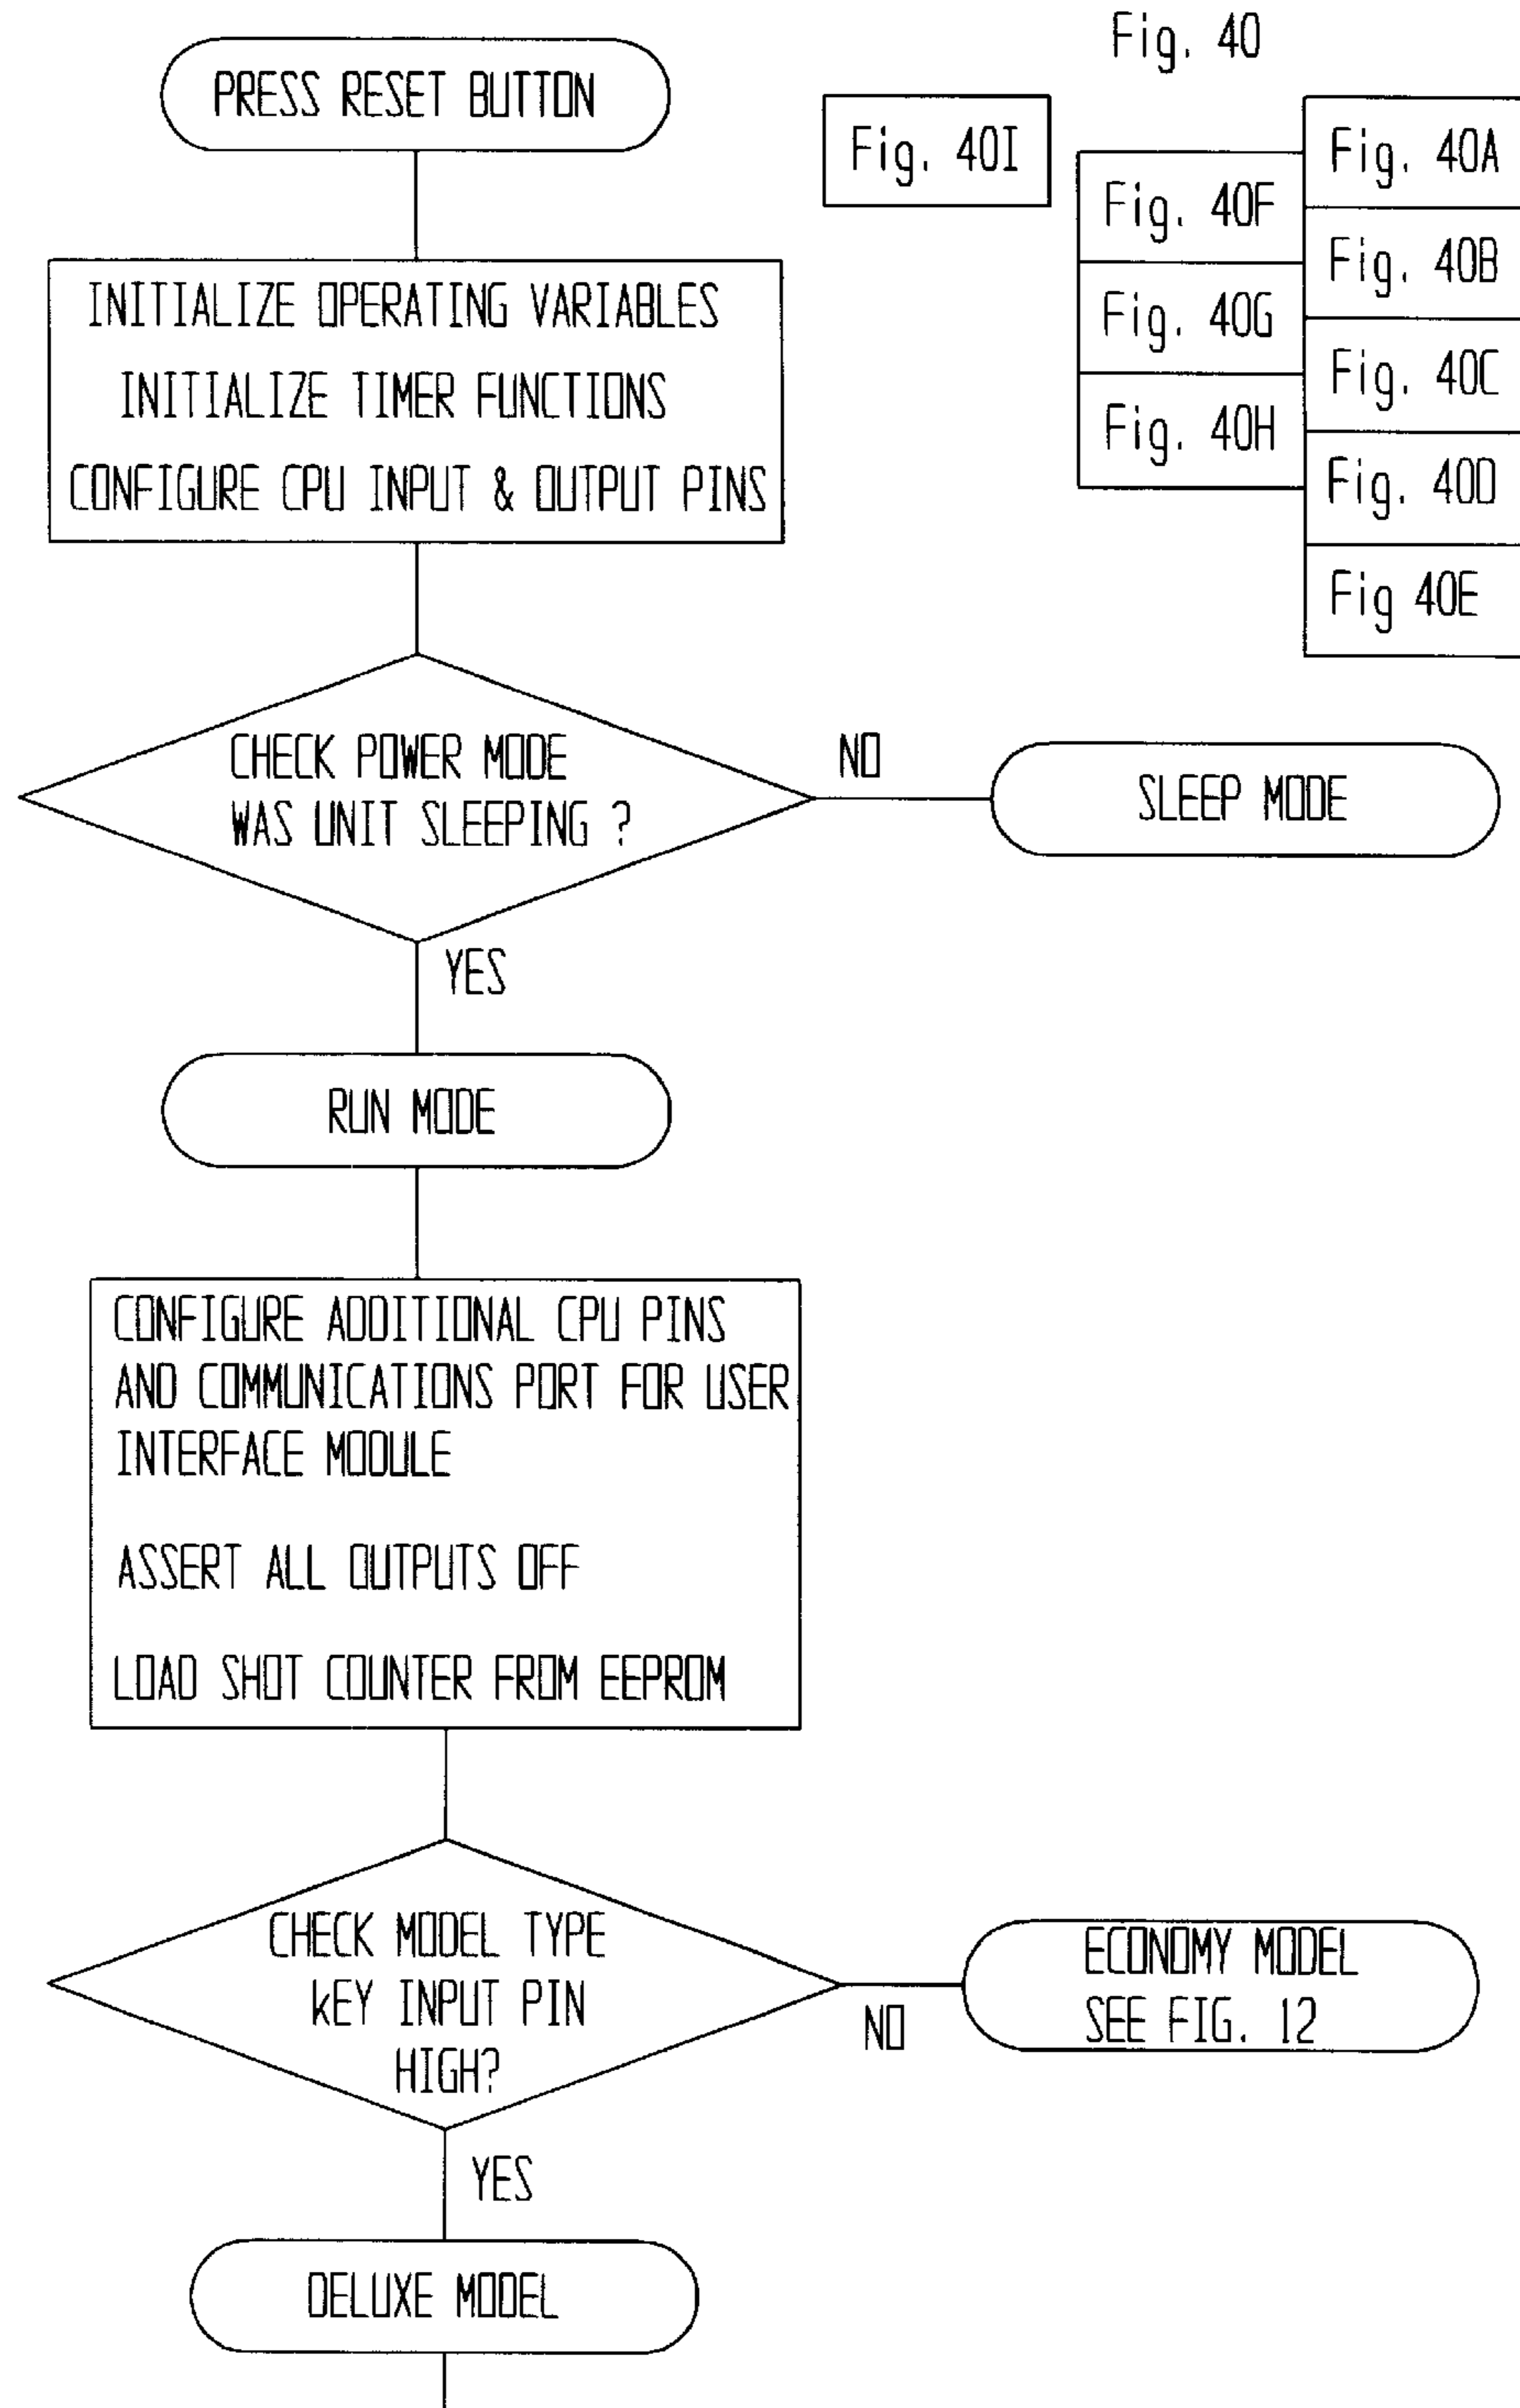 Fig. 40
PRESS RESET BUTTON
Fig. 40I
Fig. 40F
Fig. 40G
Fig. 40H
Fig. 40A
Fig. 40B
Fig. 40C
Fig. 40D
Fig 40E
INITIALIZE OPERATING VARIABLES
INITIALIZE TIMER FUNCTIONS
CONFIGURE CPU INPUT & OUTPUT PINS
CHECK POWER MODE
WAS UNIT SLEEPING ?
NO
SLEEP MODE
YES
RUN MODE
CONFIGURE ADDITIONAL CPU PINS
AND COMMUNICATIONS PORT FOR USER
INTERFACE MODULE
ASSERT ALL OUTPUTS OFF
LOAD SHOT COUNTER FROM EEPROM
CHECK MODEL TYPE
kEY INPUT PIN
HIGH?
NO
ECONOMY MODEL
SEE FIG. 12
YES
DELUXE MODEL